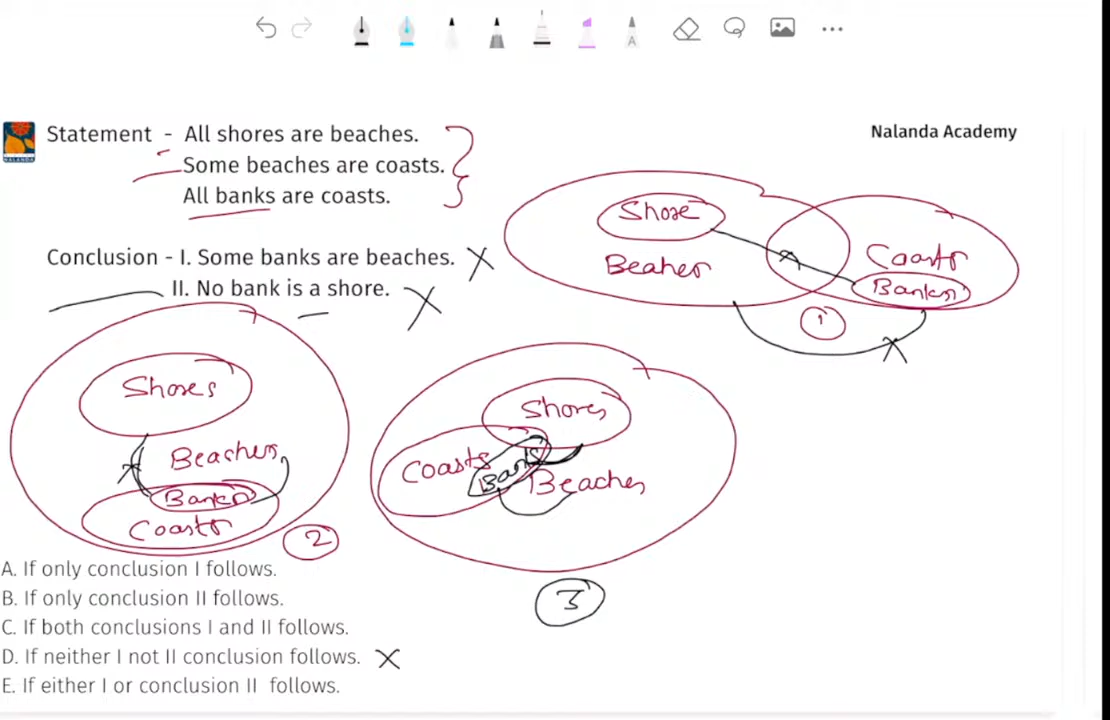 Statement - All shores are beaches.
Nalanda Academy
Some beaches are coasts.
All banks are coasts.
Conclusion - I. Some banks are beaches.
II. No bank is a shore.
Shore
Coasts
Banks
1
Shores
Beaches
Banks
Coasts
2
Shores
Coasts
Banks
Beaches
3
A. If only conclusion I follows.
B. If only conclusion II follows.
C. If both conclusions I and II follows.
D. If neither I not II conclusion follows.
E. If either I or conclusion II follows.
NALANDA
A